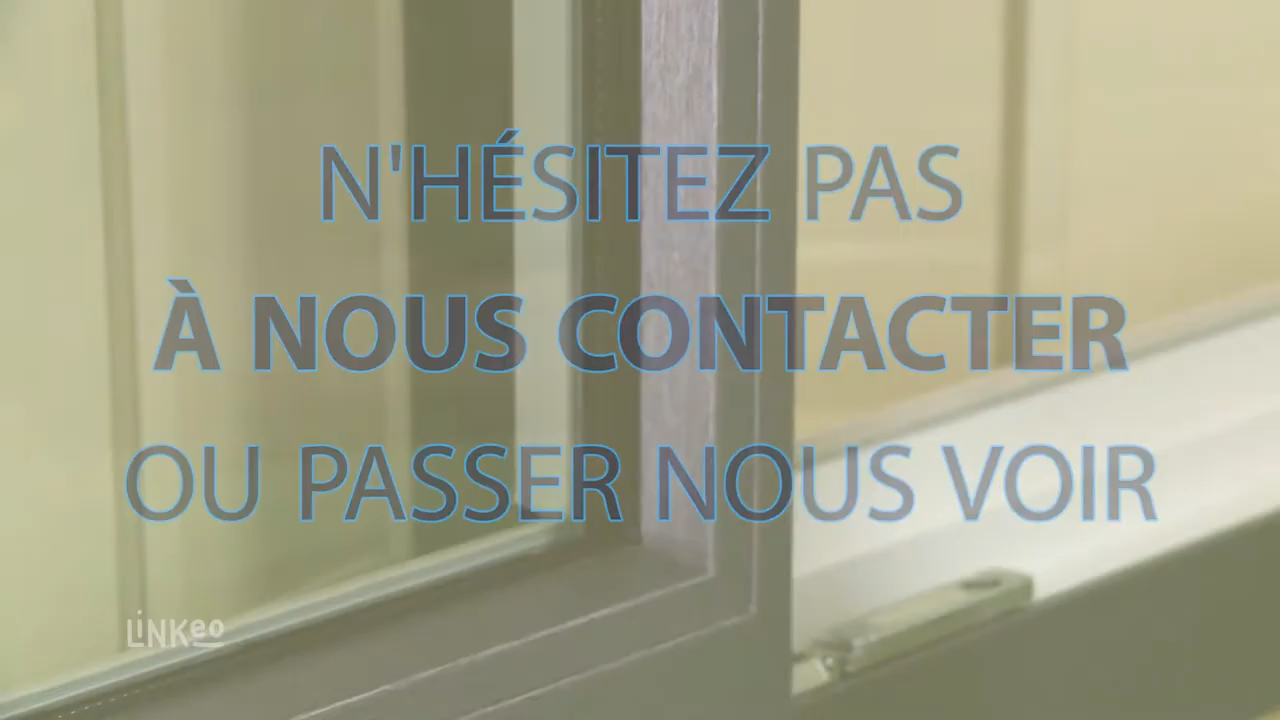 N'HÉSITEZ PAS
À NOUS CONTACTER
OU PASSER NOUS VOIR
LiNKeo